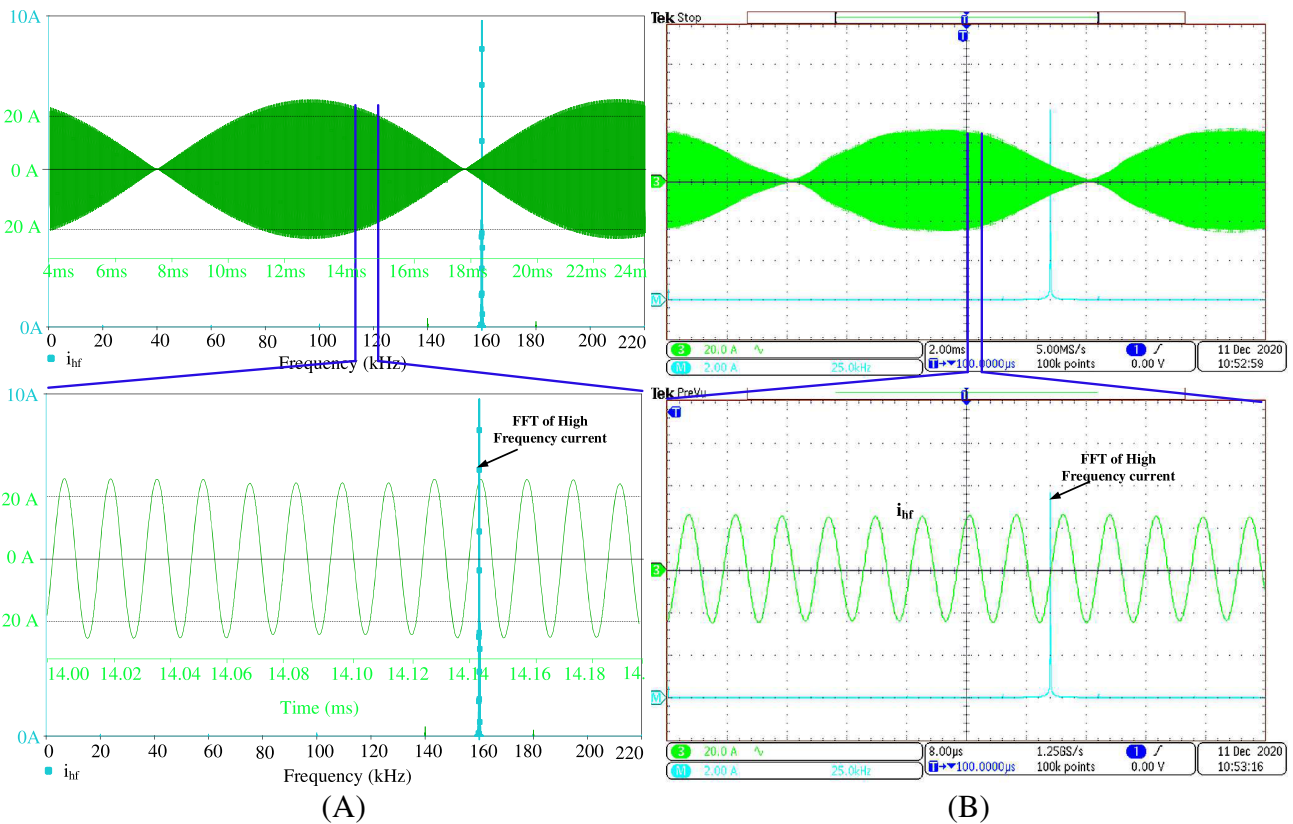 10A
20 A
0 A
20 A
4ms 6ms 8ms 10ms 12ms 14ms 16ms 18ms 20ms 22ms 24m
0A
0 20 40 60 80 100 120 140 160 180 200 220
Frequency (kHz)
i_hf
10A
FFT of High
Frequency current
20 A
0 A
20 A
14.00 14.02 14.04 14.06 14.08 14.10 14.12 14.14 14.16 14.18 14.
Time (ms)
0A
0 20 40 60 80 100 120 140 160 180 200 220
Frequency (kHz)
i_hf
(A)
Tek Stop
T
T
3
M
3 20.0 A ∿
M 2.00 A 25.0kHz
2.00ms 5.00MS/s 1 ∫
T→▼100.0000µs 100k points 0.00 V
11 Dec 2020
10:52:59
Tek PreVu
T
T
FFT of High
Frequency current
i_hf
3
M
3 20.0 A ∿
M 2.00 A 25.0kHz
8.00µs 1.25GS/s 1 ∫
T→▼100.0000µs 100k points 0.00 V
11 Dec 2020
10:53:16
(B)